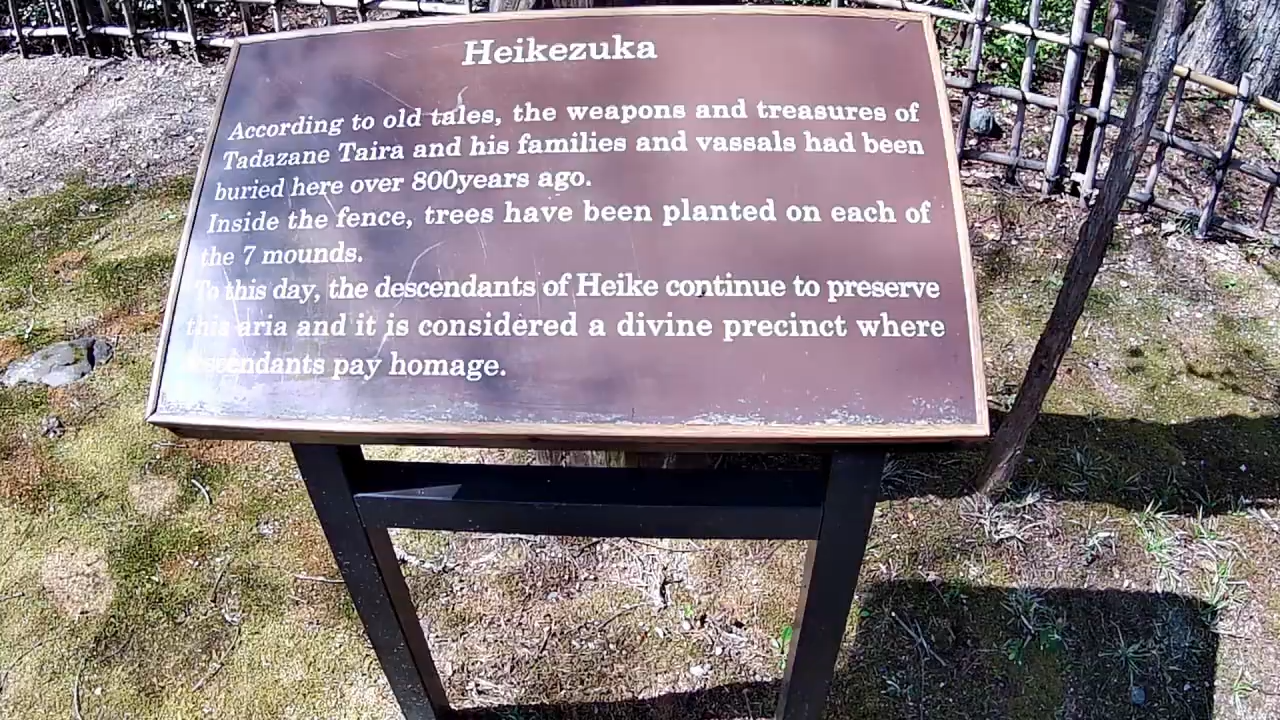 Heikezuka
According to old tales, the weapons and treasures of
Tadazane Taira and his families and vassals had been
buried here over 800years ago.
Inside the fence, trees have been planted on each of
the 7 mounds.
To this day, the descendants of Heike continue to preserve
this aria and it is considered a divine precinct where
descendants pay homage.